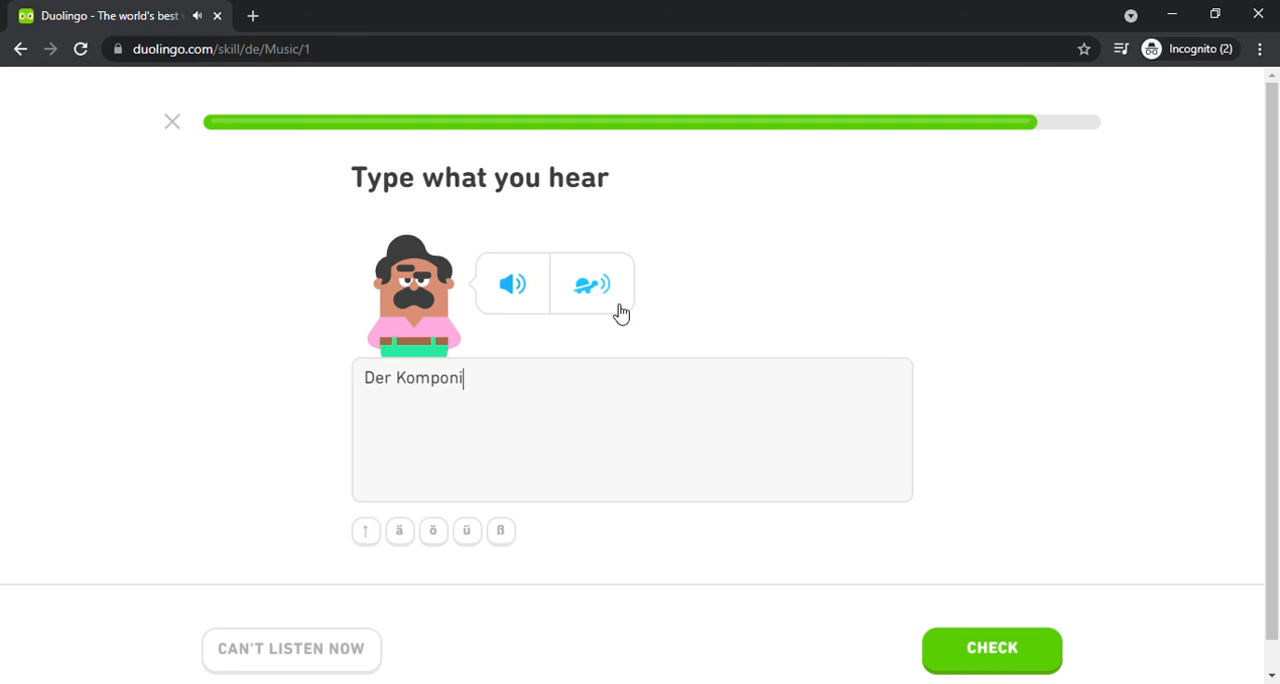 Duolingo - The world's best
duolingo.com/skill/de/Music/1
Incognito (2)
Type what you hear
Der Komponi
↑ ä ö ü ß
CAN'T LISTEN NOW
CHECK